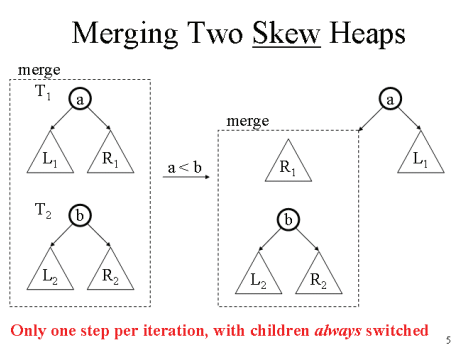 Merging Two Skew Heaps
merge
T1
a
L1
R1
T2
b
L2
R2
a < b
merge
R1
b
L2
R2
a
L1
Only one step per iteration, with children always switched
5